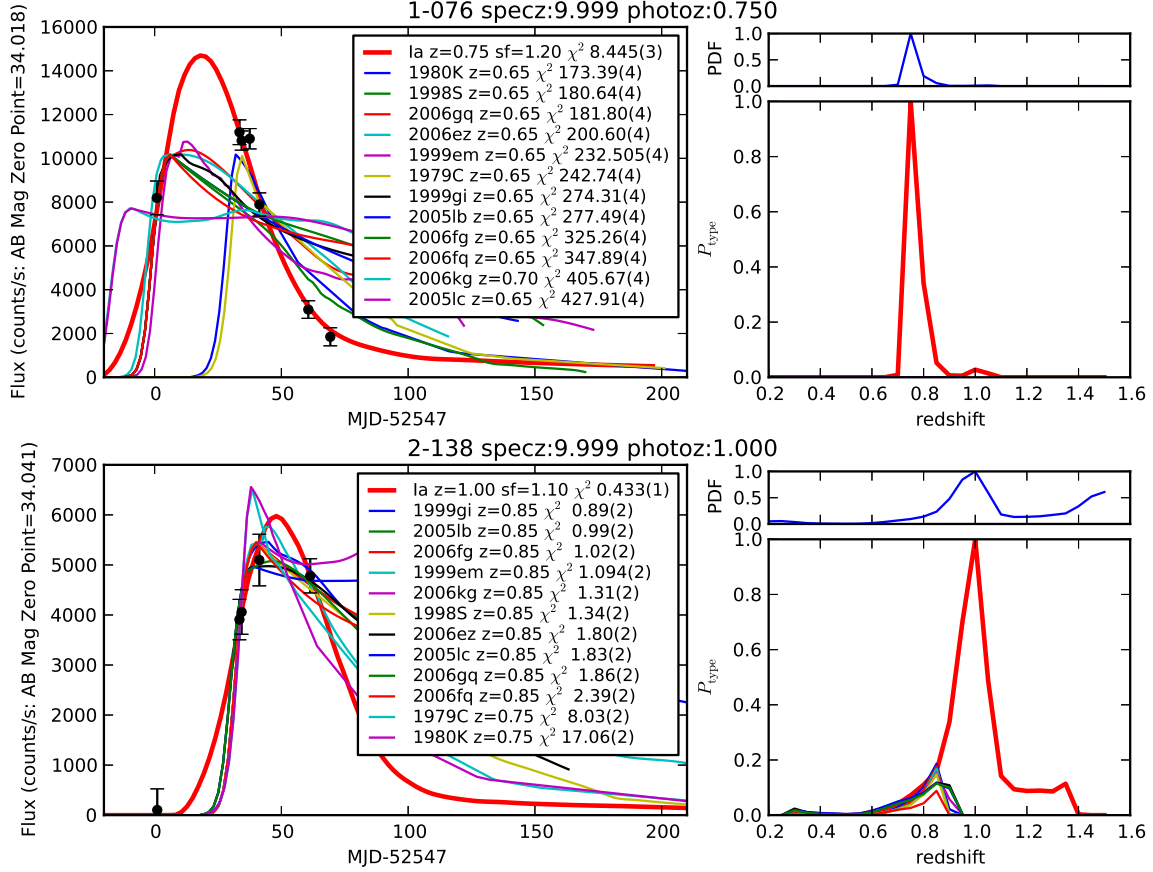 1-076 specz:9.999 photoz:0.750
Flux (counts/s: AB Mag Zero Point=34.018)
16000
14000
12000
10000
8000
6000
4000
2000
0
Ia z=0.75 sf=1.20 χ² 8.445(3)
1980K z=0.65 χ² 173.39(4)
1998S z=0.65 χ² 180.64(4)
2006gq z=0.65 χ² 181.80(4)
2006ez z=0.65 χ² 200.60(4)
1999em z=0.65 χ² 232.505(4)
1979C z=0.65 χ² 242.74(4)
1999gi z=0.65 χ² 274.31(4)
2005lb z=0.65 χ² 277.49(4)
2006fg z=0.65 χ² 325.26(4)
2006fq z=0.65 χ² 347.89(4)
2006kg z=0.70 χ² 405.67(4)
2005lc z=0.65 χ² 427.91(4)
0 50 100 150 200
MJD-52547
PDF
1.0
0.5
0.0
P_type
1.0
0.8
0.6
0.4
0.2
0.0
0.2 0.4 0.6 0.8 1.0 1.2 1.4 1.6
redshift
2-138 specz:9.999 photoz:1.000
Flux (counts/s: AB Mag Zero Point=34.041)
7000
6000
5000
4000
3000
2000
1000
0
Ia z=1.00 sf=1.10 χ² 0.433(1)
1999gi z=0.85 χ² 0.89(2)
2005lb z=0.85 χ² 0.99(2)
2006fg z=0.85 χ² 1.02(2)
1999em z=0.85 χ² 1.094(2)
2006kg z=0.85 χ² 1.31(2)
1998S z=0.85 χ² 1.34(2)
2006ez z=0.85 χ² 1.80(2)
2005lc z=0.85 χ² 1.83(2)
2006gq z=0.85 χ² 1.86(2)
2006fq z=0.85 χ² 2.39(2)
1979C z=0.75 χ² 8.03(2)
1980K z=0.75 χ² 17.06(2)
0 50 100 150 200
MJD-52547
PDF
1.0
0.5
0.0
P_type
1.0
0.8
0.6
0.4
0.2
0.0
0.2 0.4 0.6 0.8 1.0 1.2 1.4 1.6
redshift